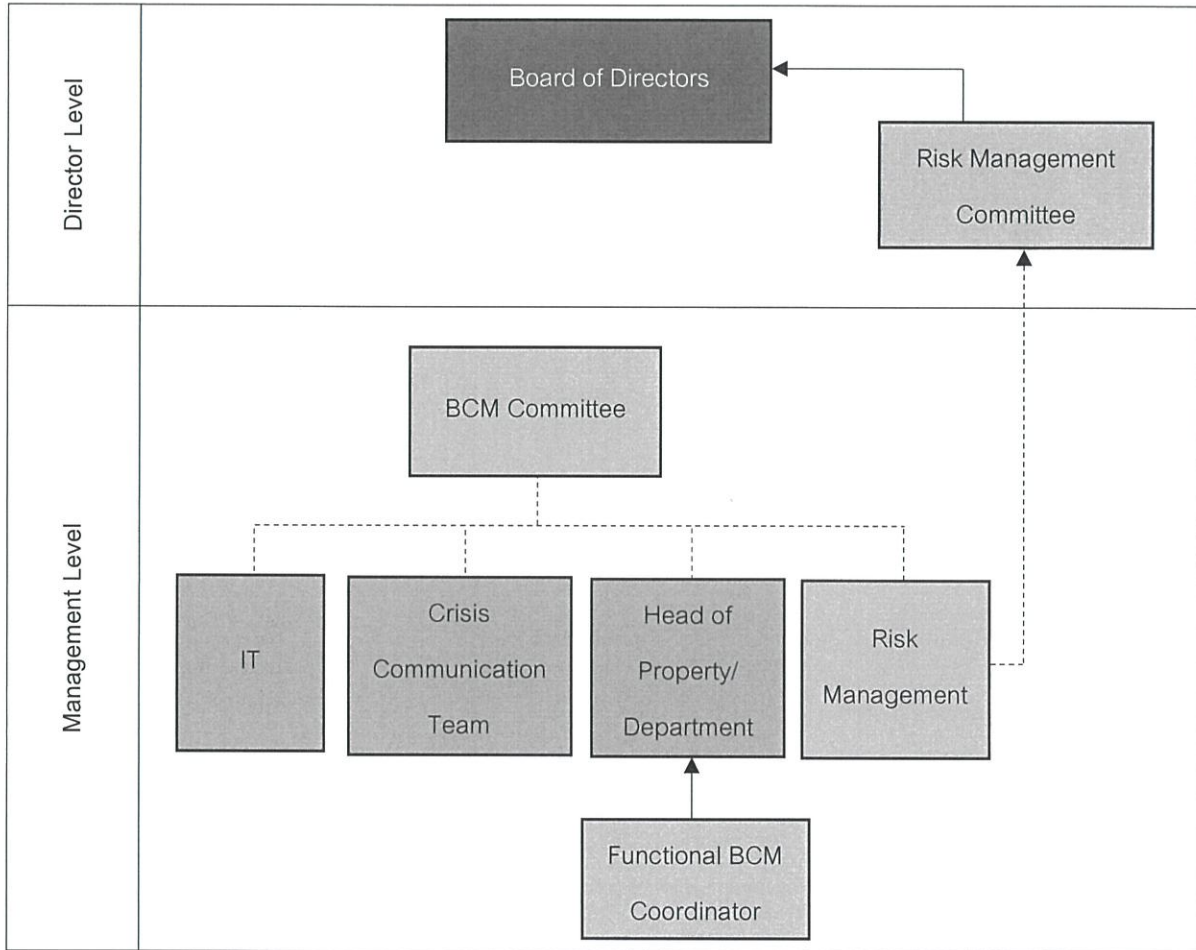 Director Level
Board of Directors
Risk Management
Committee
Management Level
BCM Committee
IT
Crisis
Communication
Team
Head of
Property/
Department
Risk
Management
Functional BCM
Coordinator